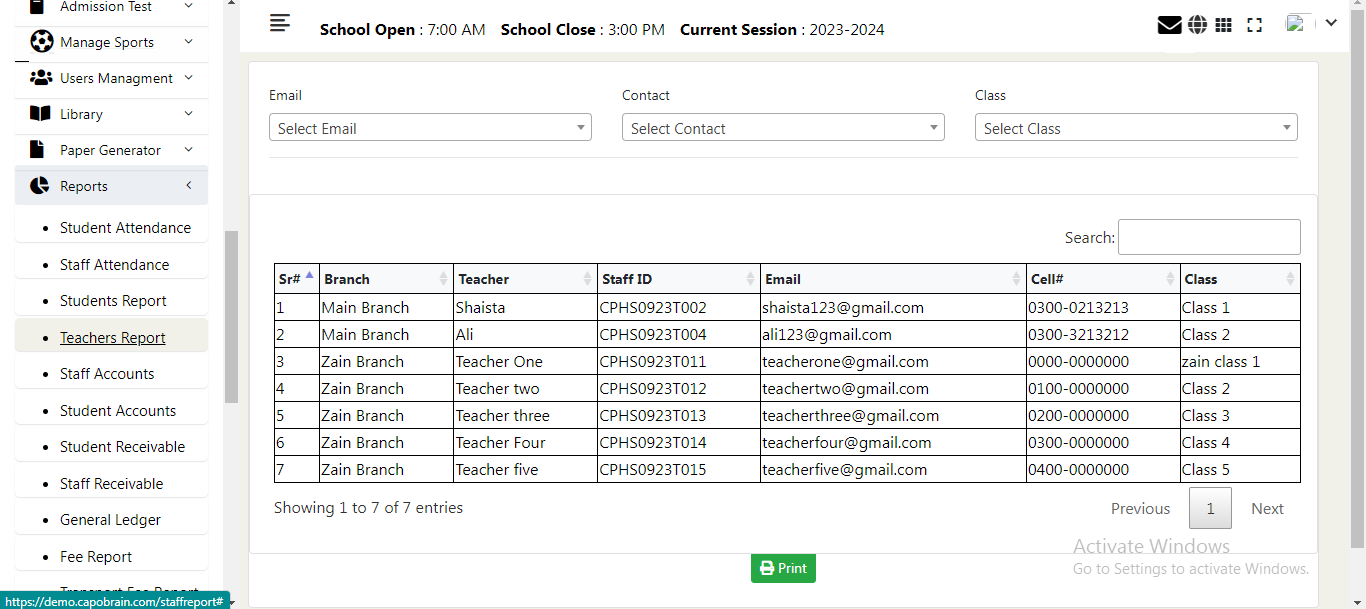 Admission Test
Manage Sports
Users Managment
Library
Paper Generator
Reports
Student Attendance
Staff Attendance
Students Report
Teachers Report
Staff Accounts
Student Accounts
Student Receivable
Staff Receivable
General Ledger
Fee Report
Transport Fee Report
https://demo.capobrain.com/staffreport#
School Open : 7:00 AM School Close : 3:00 PM Current Session : 2023-2024
Email Contact Class
Select Email Select Contact Select Class
Search:
Sr# Branch Teacher Staff ID Email Cell# Class
1 Main Branch Shaista CPHS0923T002 shaista123@gmail.com 0300-0213213 Class 1
2 Main Branch Ali CPHS0923T004 ali123@gmail.com 0300-3213212 Class 2
3 Zain Branch Teacher One CPHS0923T011 teacherone@gmail.com 0000-0000000 zain class 1
4 Zain Branch Teacher two CPHS0923T012 teachertwo@gmail.com 0100-0000000 Class 2
5 Zain Branch Teacher three CPHS0923T013 teacherthree@gmail.com 0200-0000000 Class 3
6 Zain Branch Teacher Four CPHS0923T014 teacherfour@gmail.com 0300-0000000 Class 4
7 Zain Branch Teacher five CPHS0923T015 teacherfive@gmail.com 0400-0000000 Class 5
Showing 1 to 7 of 7 entries
Previous 1 Next
Print
Activate Windows
Go to Settings to activate Windows.